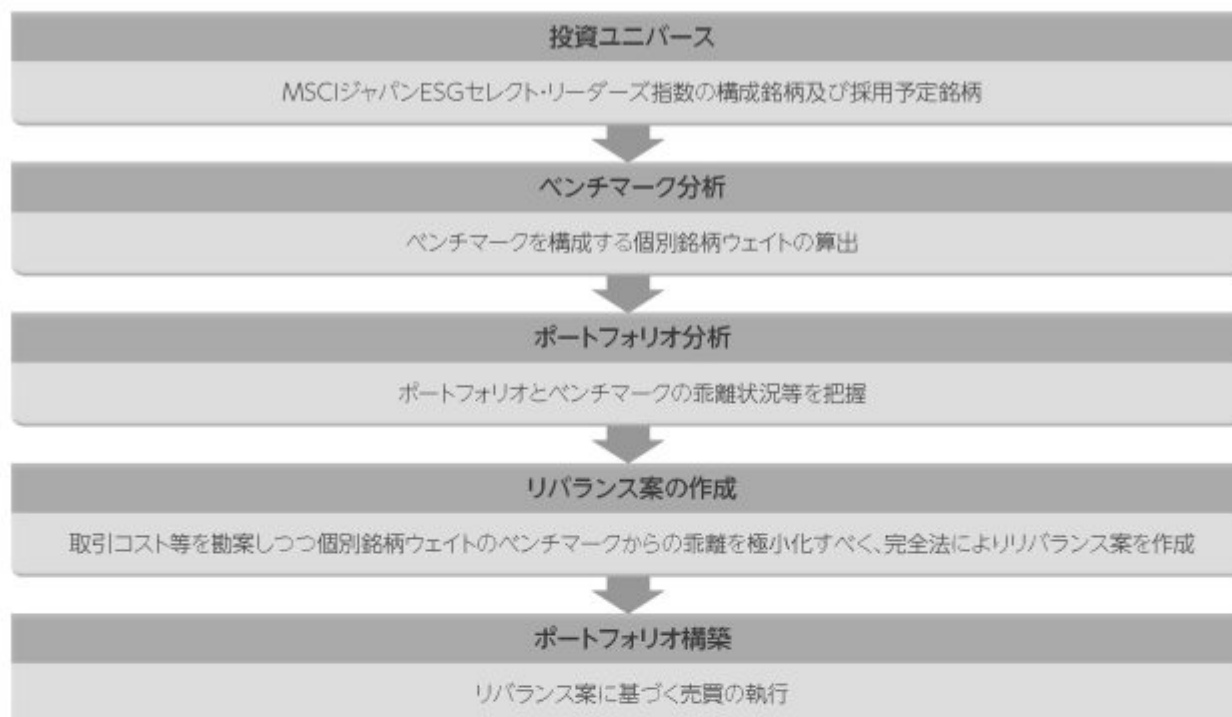 投資ユニバース
MSCIジャパンESGセレクト・リーダーズ指数の構成銘柄及び採用予定銘柄
ベンチマーク分析
ベンチマークを構成する個別銘柄ウェイトの算出
ポートフォリオ分析
ポートフォリオとベンチマークの乖離状況等を把握
リバランス案の作成
取引コスト等を勘案しつつ個別銘柄ウェイトのベンチマークからの乖離を極小化すべく、完全法によりリバランス案を作成
ポートフォリオ構築
リバランス案に基づく売買の執行